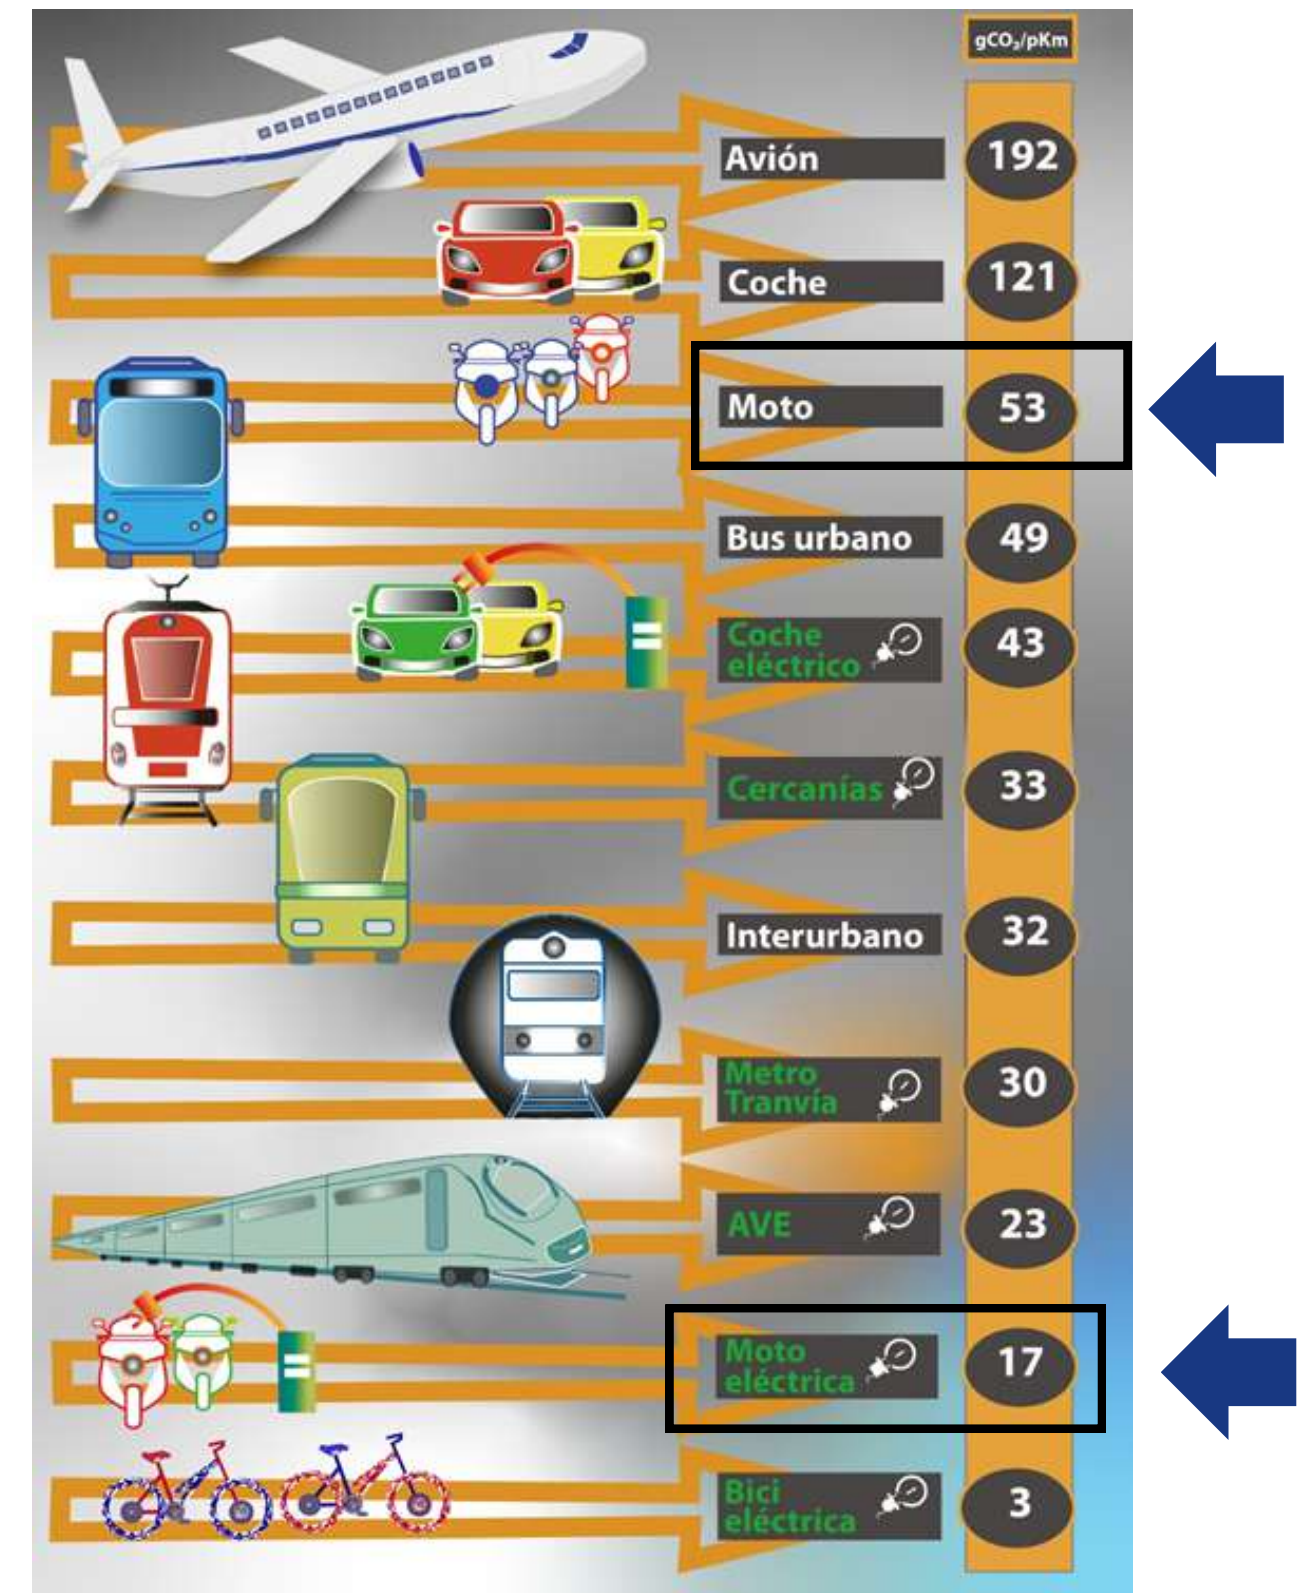 gCO₂/pKm
Avión 192
Coche 121
Moto 53
Bus urbano 49
Coche
eléctrico 43
Cercanías 33
Interurbano 32
Metro
Tranvía 30
AVE 23
Moto
eléctrica 17
Bici
eléctrica 3